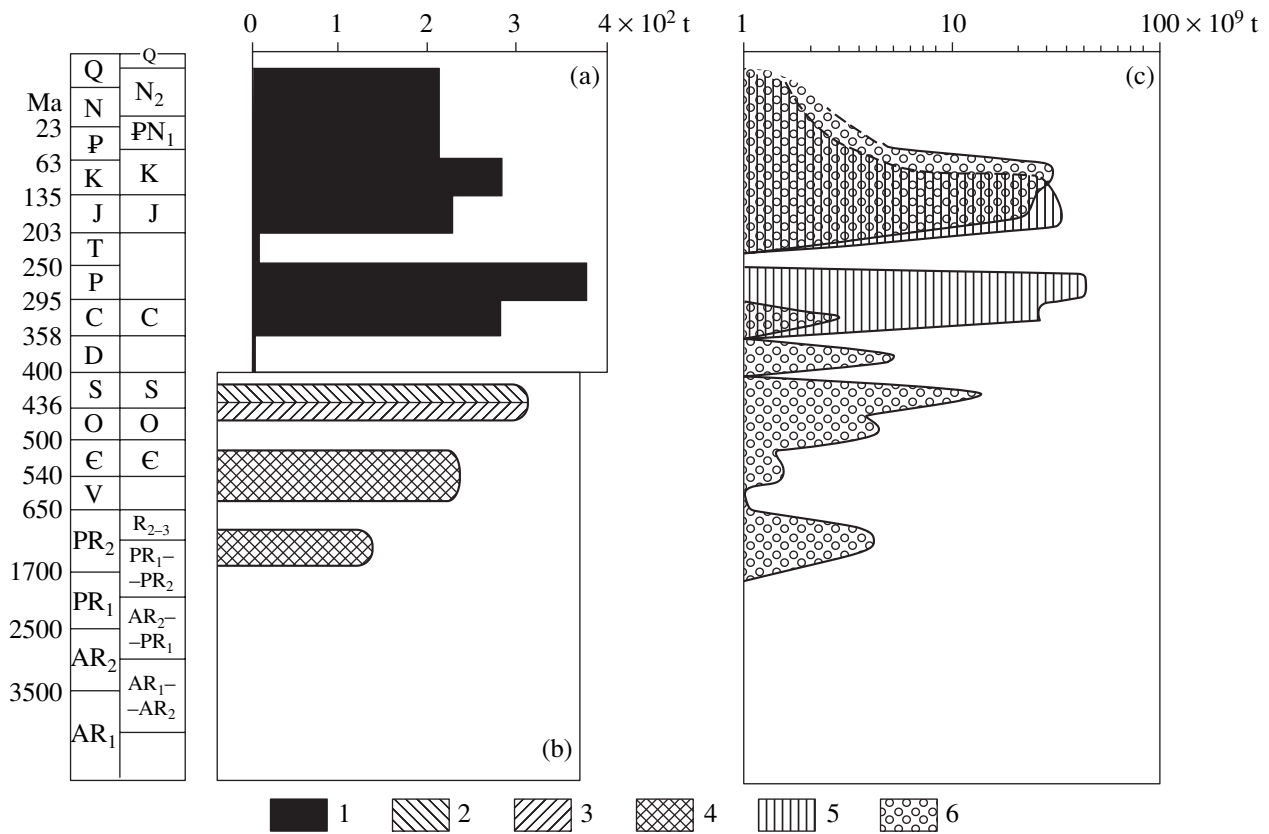 0 1 2 3 4 × 10² t
1 10 100 × 10⁹ t
(a)
(c)
Q
Q
Ma
N
N₂
23
₽
₽N₁
63
K
K
135
J
J
203
T
250
P
295
C
C
358
D
400
S
S
436
O
O
500
Є
Є
540
V
650
PR₂
R₂₋₃
PR₁–
–PR₂
1700
PR₁
AR₂–
–PR₁
2500
AR₂
3500
AR₁–
–AR₂
AR₁
(b)
1 2 3 4 5 6